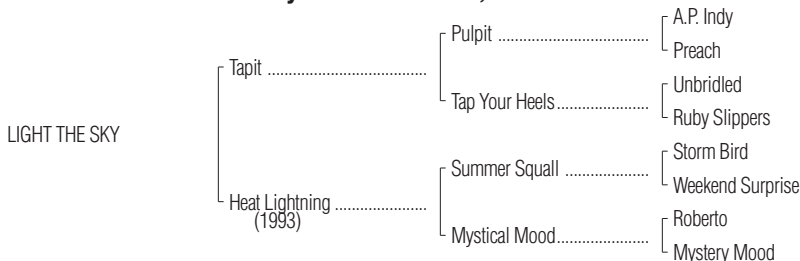 A.P. Indy
Pulpit
Preach
Tapit
Unbridled
Tap Your Heels
Ruby Slippers
LIGHT THE SKY
Storm Bird
Summer Squall
Weekend Surprise
Heat Lightning
(1993)
Roberto
Mystical Mood
Mystery Mood